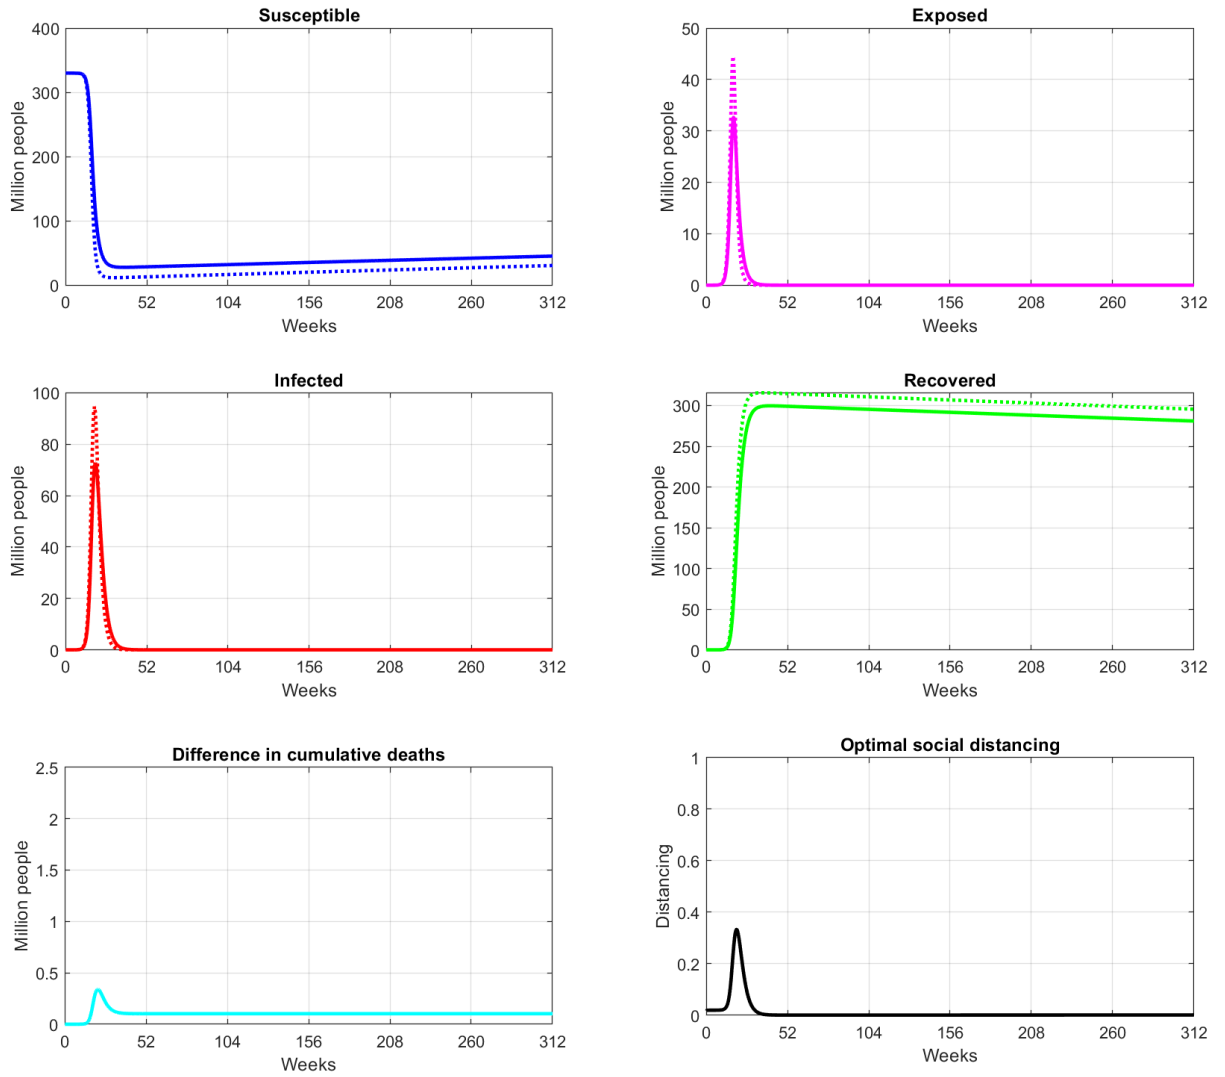 Susceptible
400
300
200
100
0
Million people
0 52 104 156 208 260 312
Weeks
Exposed
50
40
30
20
10
0
Million people
0 52 104 156 208 260 312
Weeks
Infected
100
80
60
40
20
0
Million people
0 52 104 156 208 260 312
Weeks
Recovered
300
250
200
150
100
50
0
Million people
0 52 104 156 208 260 312
Weeks
Difference in cumulative deaths
2.5
2
1.5
1
0.5
0
Million people
0 52 104 156 208 260 312
Weeks
Optimal social distancing
1
0.8
0.6
0.4
0.2
0
Distancing
0 52 104 156 208 260 312
Weeks